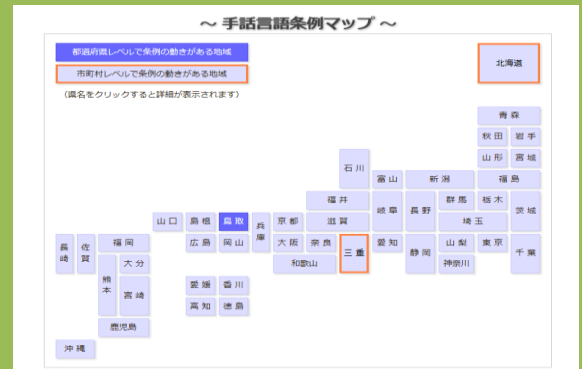 ～ 手話言語条例マップ ～
都道府県レベルで条例の動きがある地域
市町村レベルで条例の動きがある地域
(県名をクリックすると詳細が表示されます)
北海道
青森
秋田 岩手
山形 宮城
石川 富山 新潟 福島
福井 岐阜 長野 群馬 栃木 茨城
山口 島根 鳥取 兵庫 京都 滋賀 埼玉
長崎 佐賀 福岡 広島 岡山 大阪 奈良 三重 愛知 静岡 山梨 東京 千葉
熊本 大分 和歌山 神奈川
宮崎 愛媛 香川
高知 徳島
鹿児島
沖縄